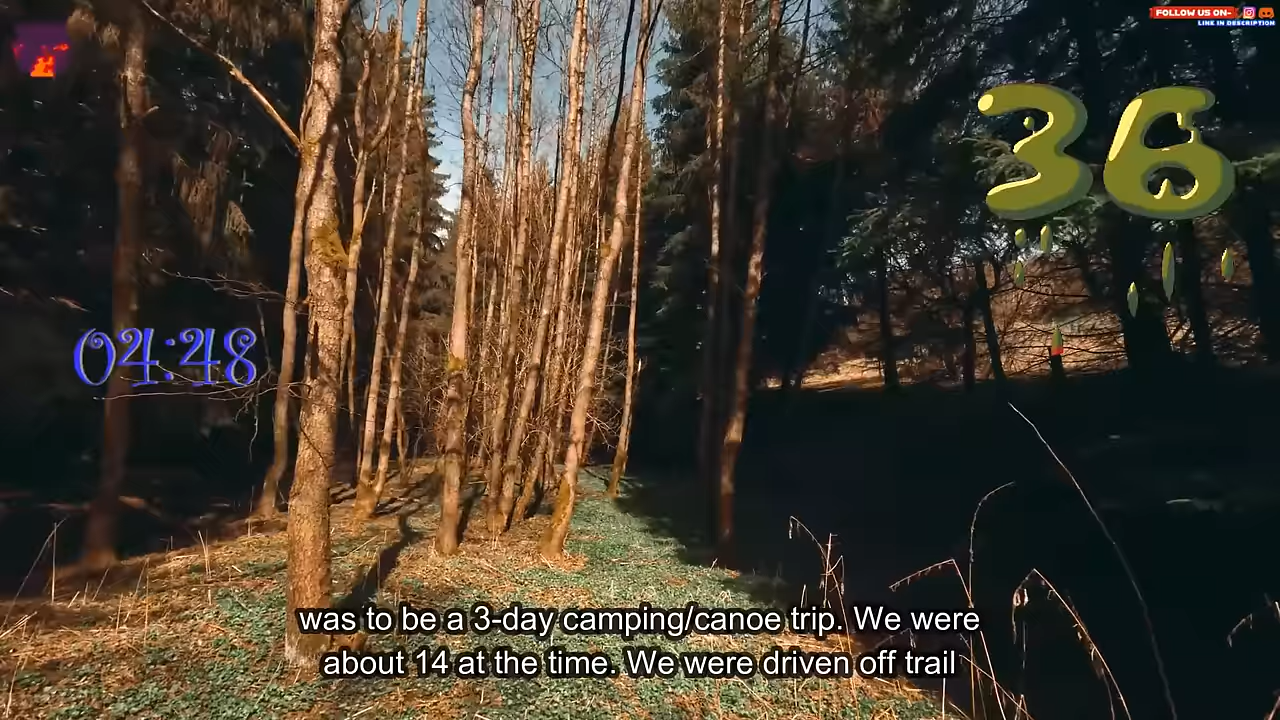 FOLLOW US ON-
LINK IN DESCRIPTION
36
04:48
was to be a 3-day camping/canoe trip. We were
about 14 at the time. We were driven off trail